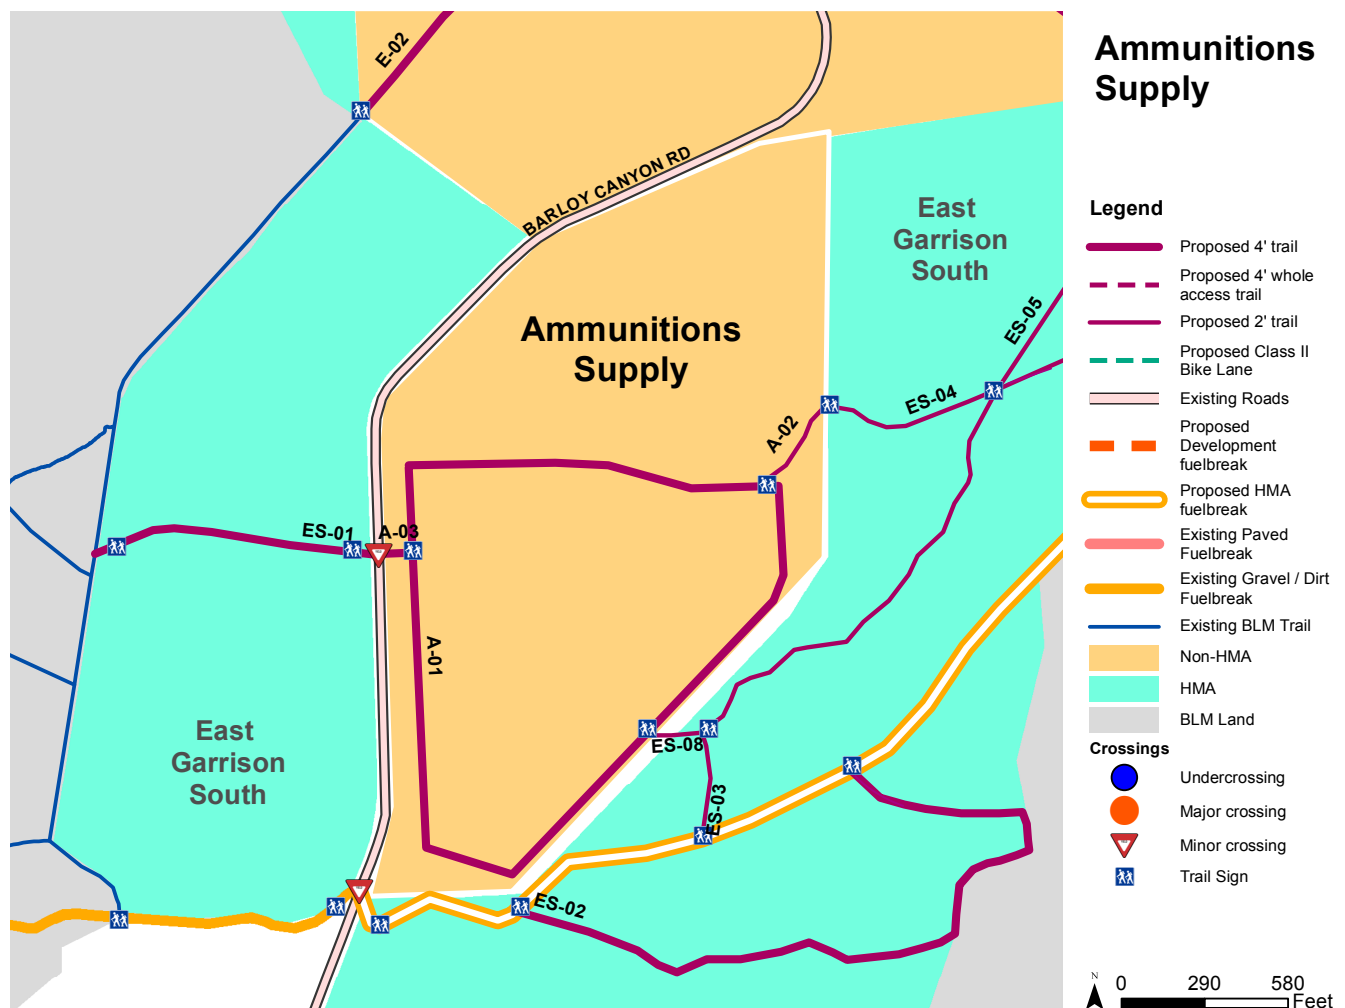 Ammunitions
Supply
E-02
BARLOY CANYON RD
East
Garrison
South
Ammunitions
Supply
ES-05
ES-04
A-02
ES-01
A-03
A-01
East
Garrison
South
ES-08
ES-03
ES-02
Legend
Proposed 4' trail
Proposed 4' whole
access trail
Proposed 2' trail
Proposed Class II
Bike Lane
Existing Roads
Proposed
Development
fuelbreak
Proposed HMA
fuelbreak
Existing Paved
Fuelbreak
Existing Gravel / Dirt
Fuelbreak
Existing BLM Trail
Non-HMA
HMA
BLM Land
Crossings
Undercrossing
Major crossing
Minor crossing
Trail Sign
N
0 290 580
Feet